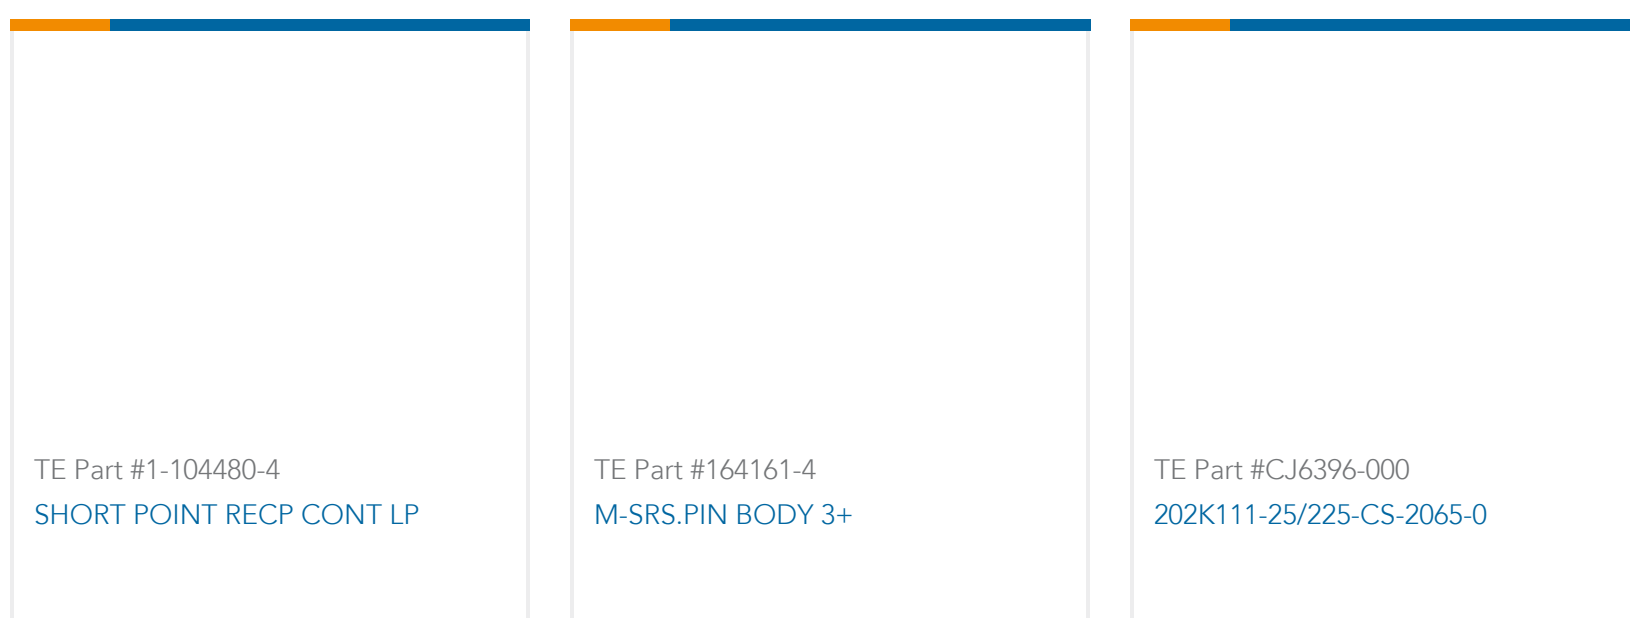 TE Part #1-104480-4
SHORT POINT RECP CONT LP
TE Part #164161-4
M-SRS.PIN BODY 3+
TE Part #CJ6396-000
202K111-25/225-CS-2065-0